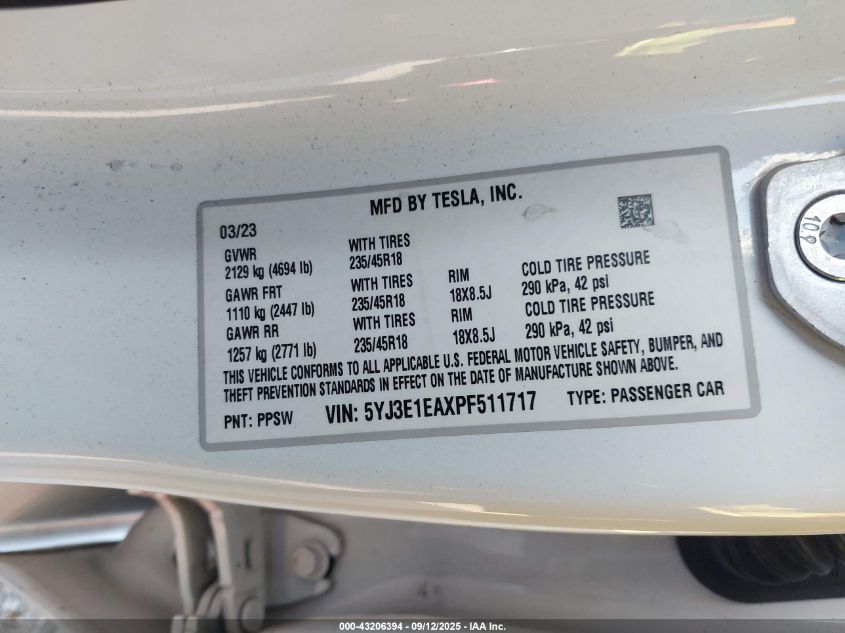 MFD BY TESLA, INC.
03/23
GVWR WITH TIRES
2129 kg (4694 lb) 235/45R18
GAWR FRT WITH TIRES RIM COLD TIRE PRESSURE
1110 kg (2447 lb) 235/45R18 18X8.5J 290 kPa, 42 psi
GAWR RR WITH TIRES RIM COLD TIRE PRESSURE
1257 kg (2771 lb) 235/45R18 18X8.5J 290 kPa, 42 psi
THIS VEHICLE CONFORMS TO ALL APPLICABLE U.S. FEDERAL MOTOR VEHICLE SAFETY, BUMPER, AND
THEFT PREVENTION STANDARDS IN EFFECT ON THE DATE OF MANUFACTURE SHOWN ABOVE.
PNT: PPSW VIN: 5YJ3E1EAXPF511717 TYPE: PASSENGER CAR
10.9
000-43206394 - 09/12/2025 - IAA Inc.